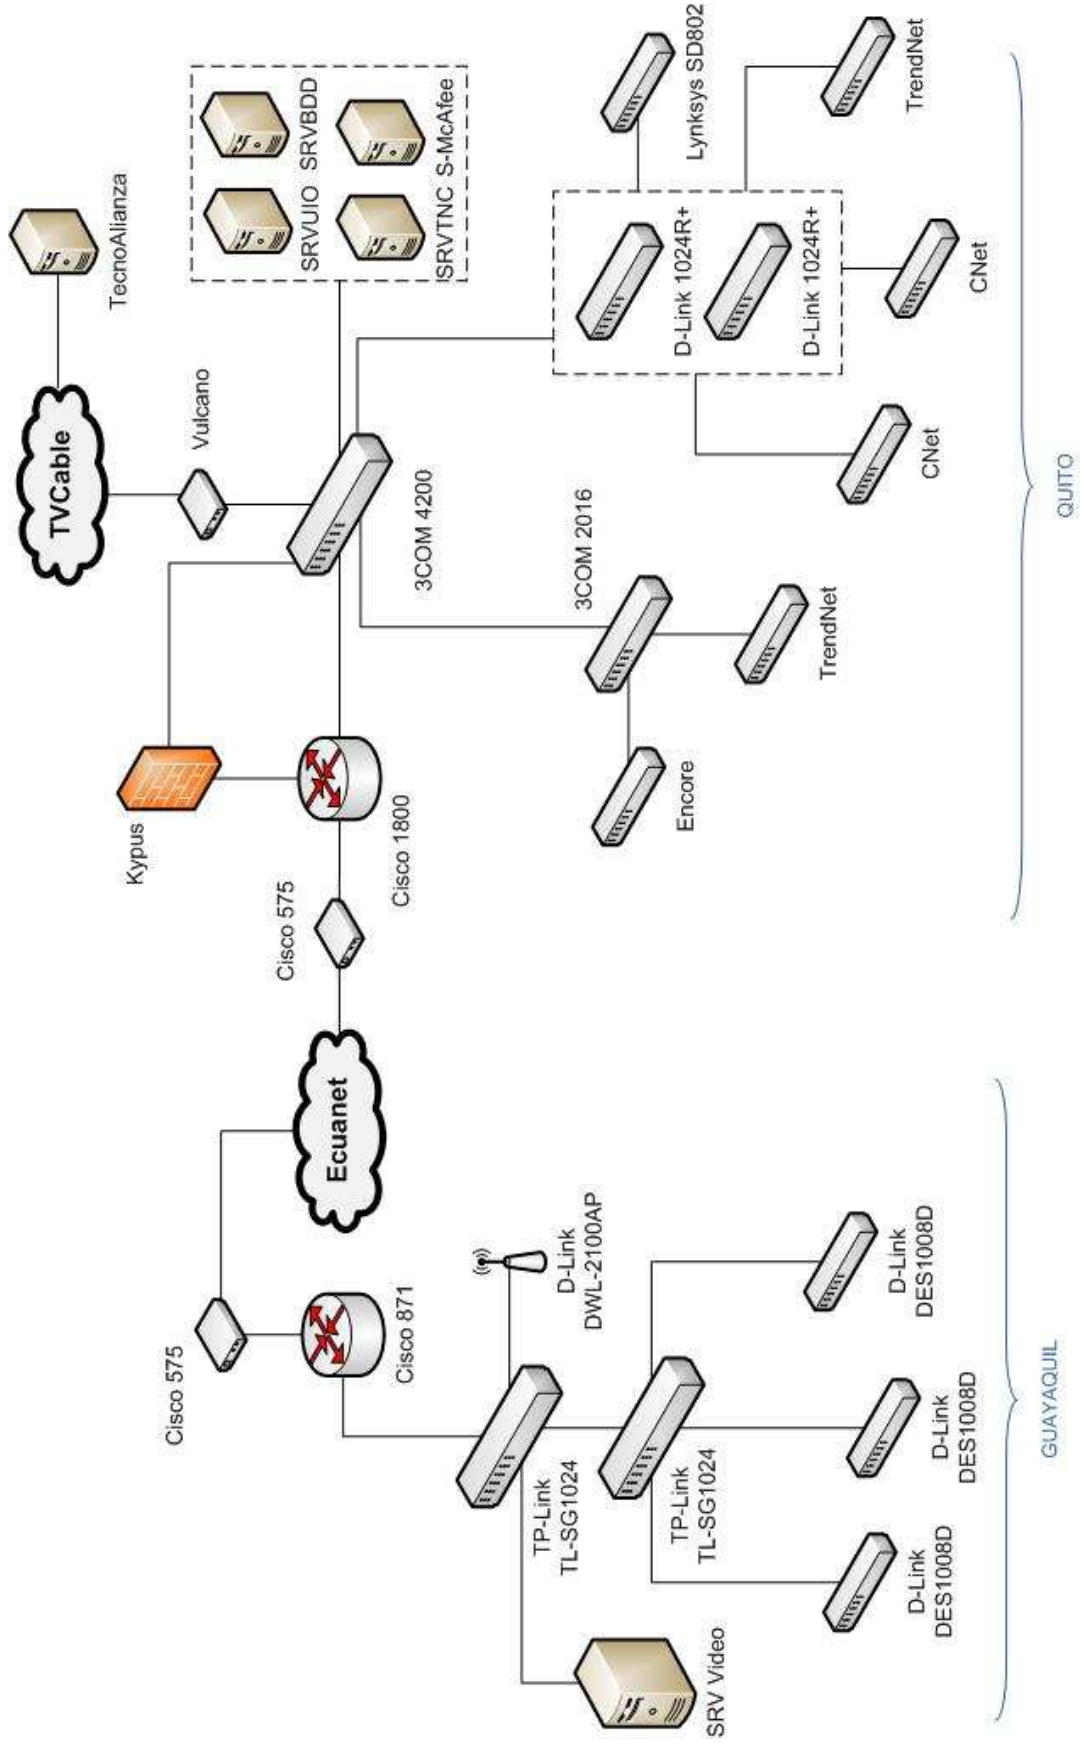 TecnoAlianza
TVCable
Vulcano
SRVUIO
SRVBDD
SRVTNC
S-McAfee
Kypus
Cisco 1800
3COM 4200
Cisco 575
Ecuanet
Cisco 575
Cisco 871
3COM 2016
Encore
TrendNet
D-Link 1024R+
D-Link 1024R+
Lynksys SD802
TrendNet
CNet
CNet
D-Link
DWL-2100AP
TP-Link
TL-SG1024
TP-Link
TL-SG1024
SRV Video
D-Link
DES1008D
D-Link
DES1008D
D-Link
DES1008D
GUAYAQUIL
QUITO